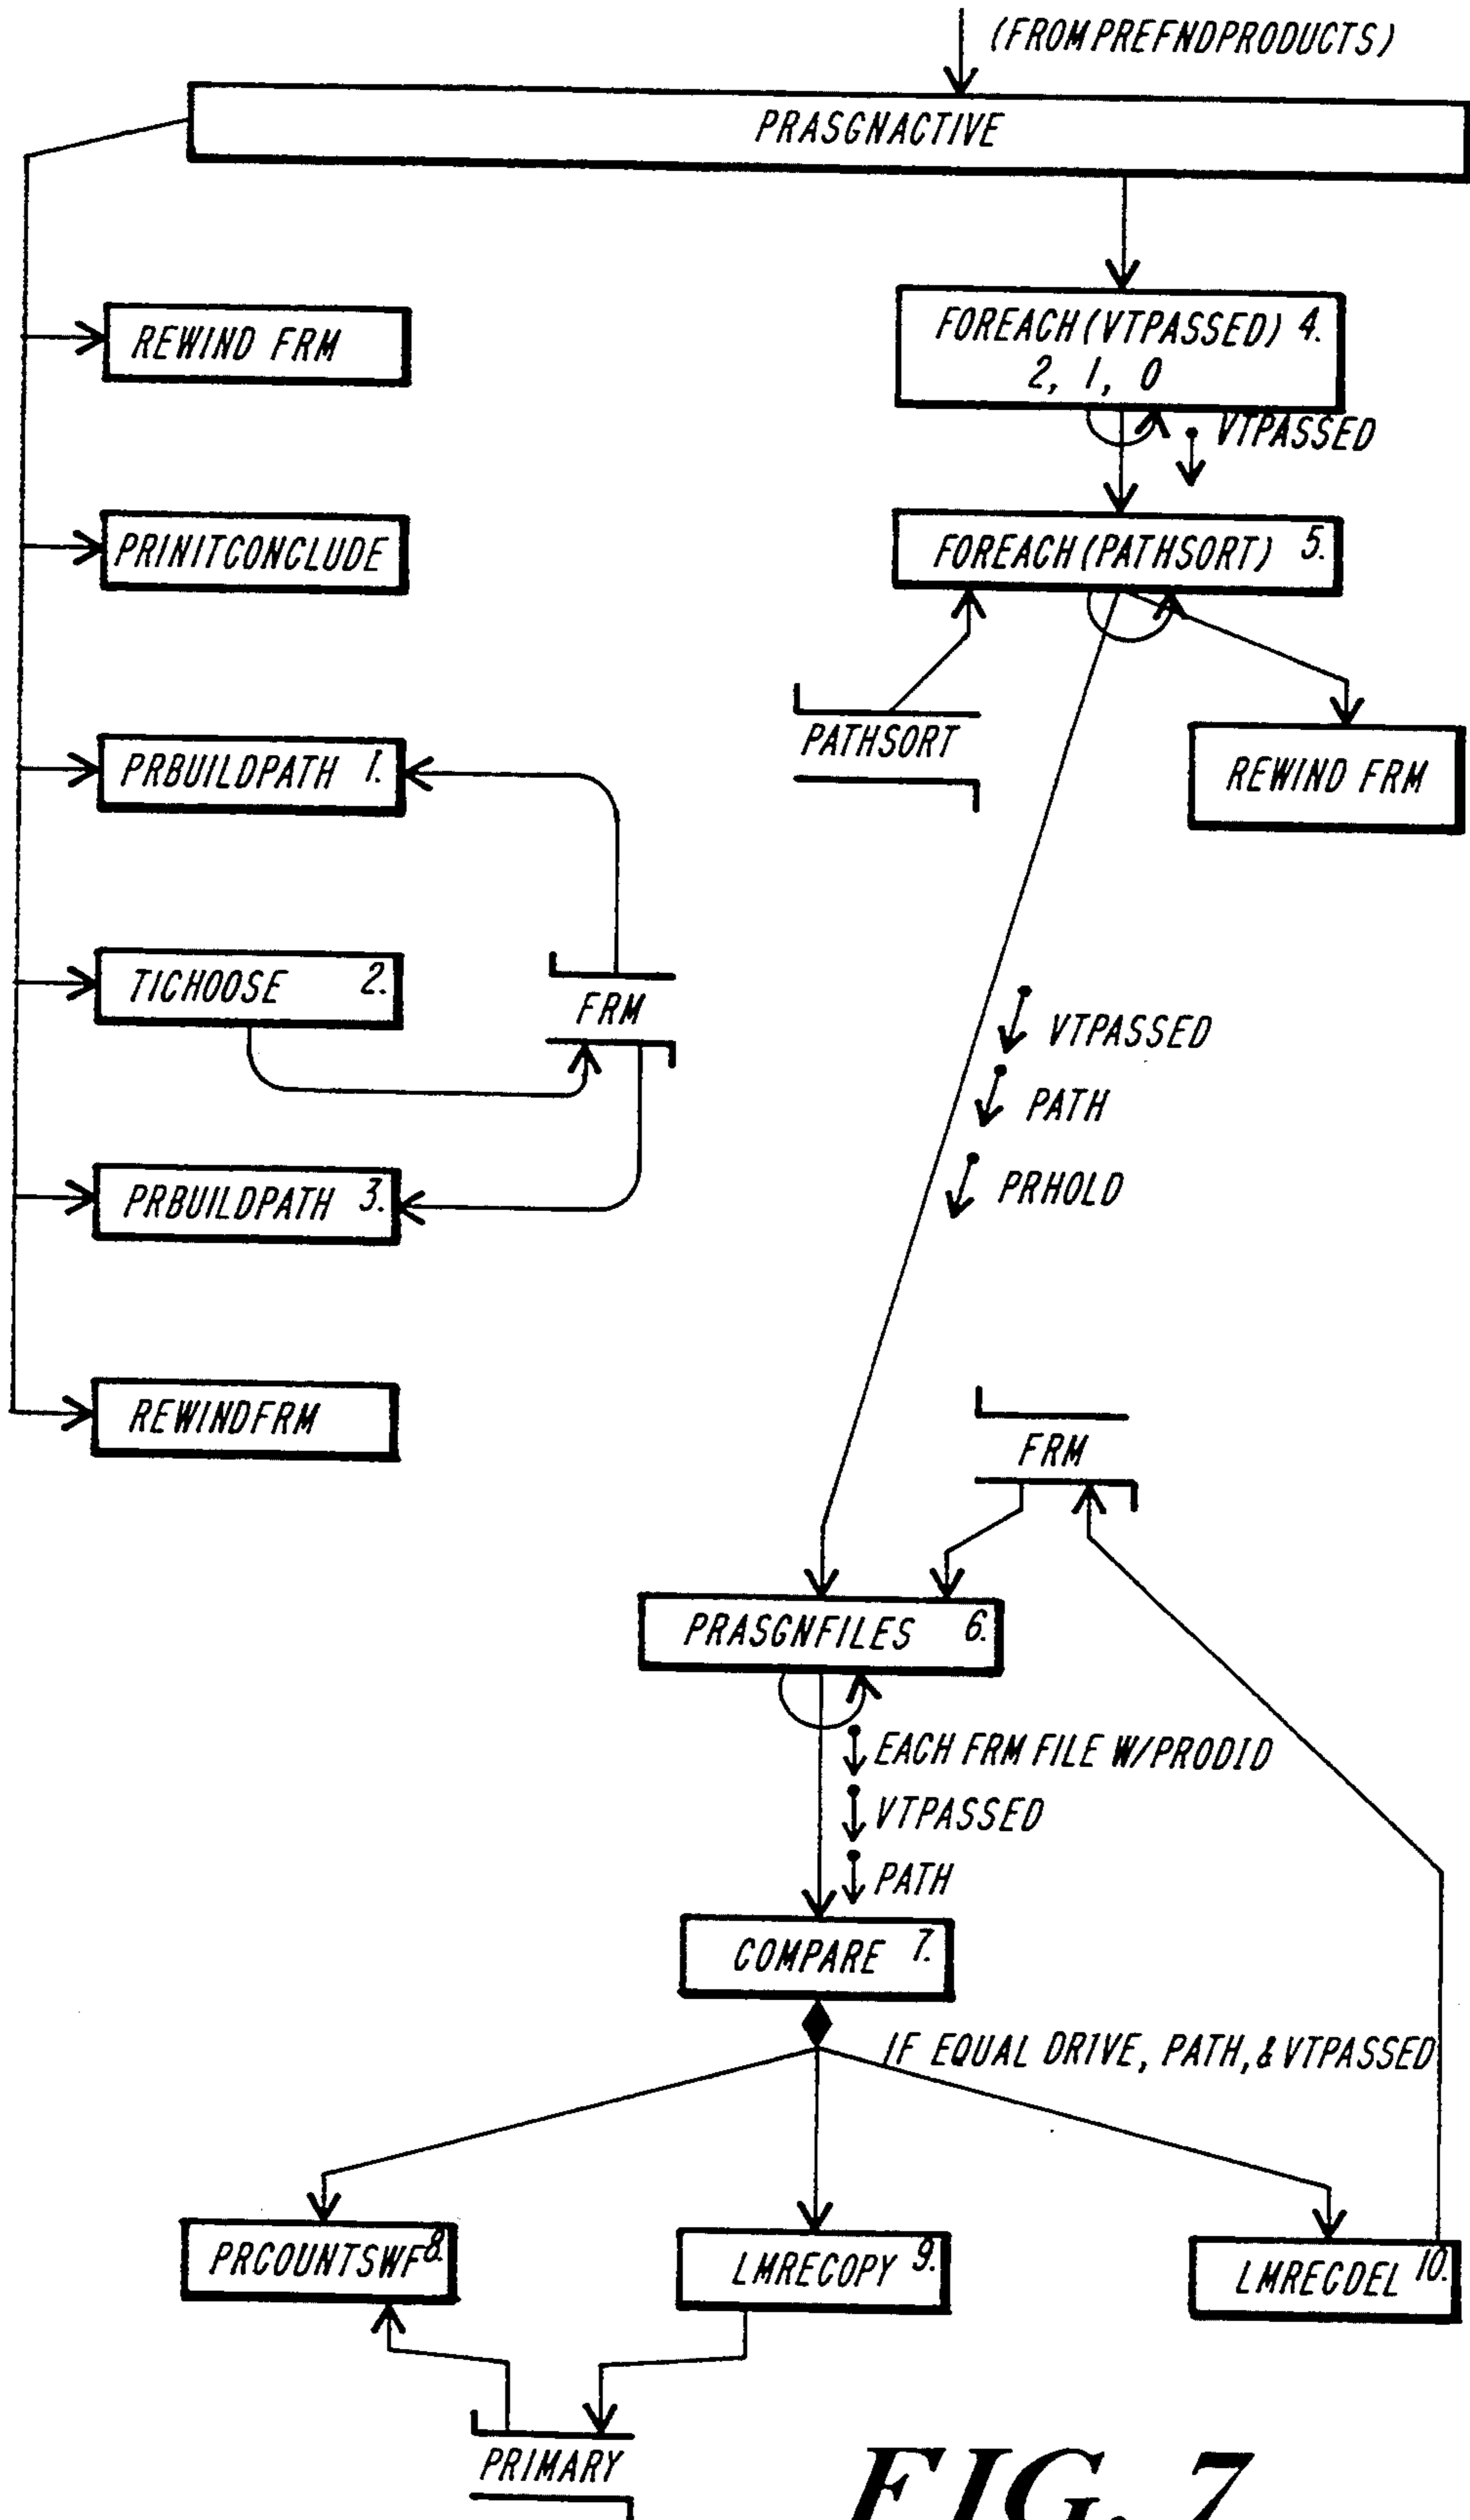 (FROM PREFNDPRODUCTS)
PRASGNACTIVE
REWIND FRM
FOREACH(VTPASSED) 4.
2, 1, 0
VTPASSED
PRINITCONCLUDE
FOREACH(PATHSORT) 5.
PATHSORT
REWIND FRM
PRBUILDPATH 1.
TICHOOSE 2.
FRM
VTPASSED
PATH
PRHOLD
PRBUILDPATH 3.
REWINDFRM
FRM
PRASGNFILES 6.
EACH FRM FILE W/PRODID
VTPASSED
PATH
COMPARE 7.
IF EQUAL DRIVE, PATH, & VTPASSED
PRCOUNTSWF 8.
LMRECOPY 9.
LMRECDEL 10.
PRIMARY
FIG. 7